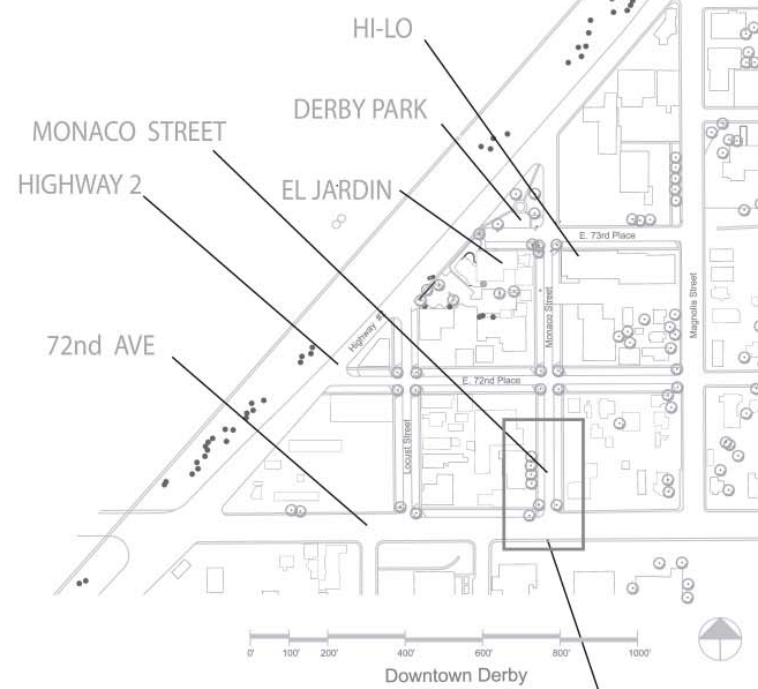 HI-LO
DERBY PARK
MONACO STREET
HIGHWAY 2
EL JARDIN
E. 73rd Place
Magnolia Street
Monaco Street
Highway
72nd AVE
E. 72nd Place
Locust Street
0' 100' 200' 400' 600' 800' 1000'
Downtown Derby